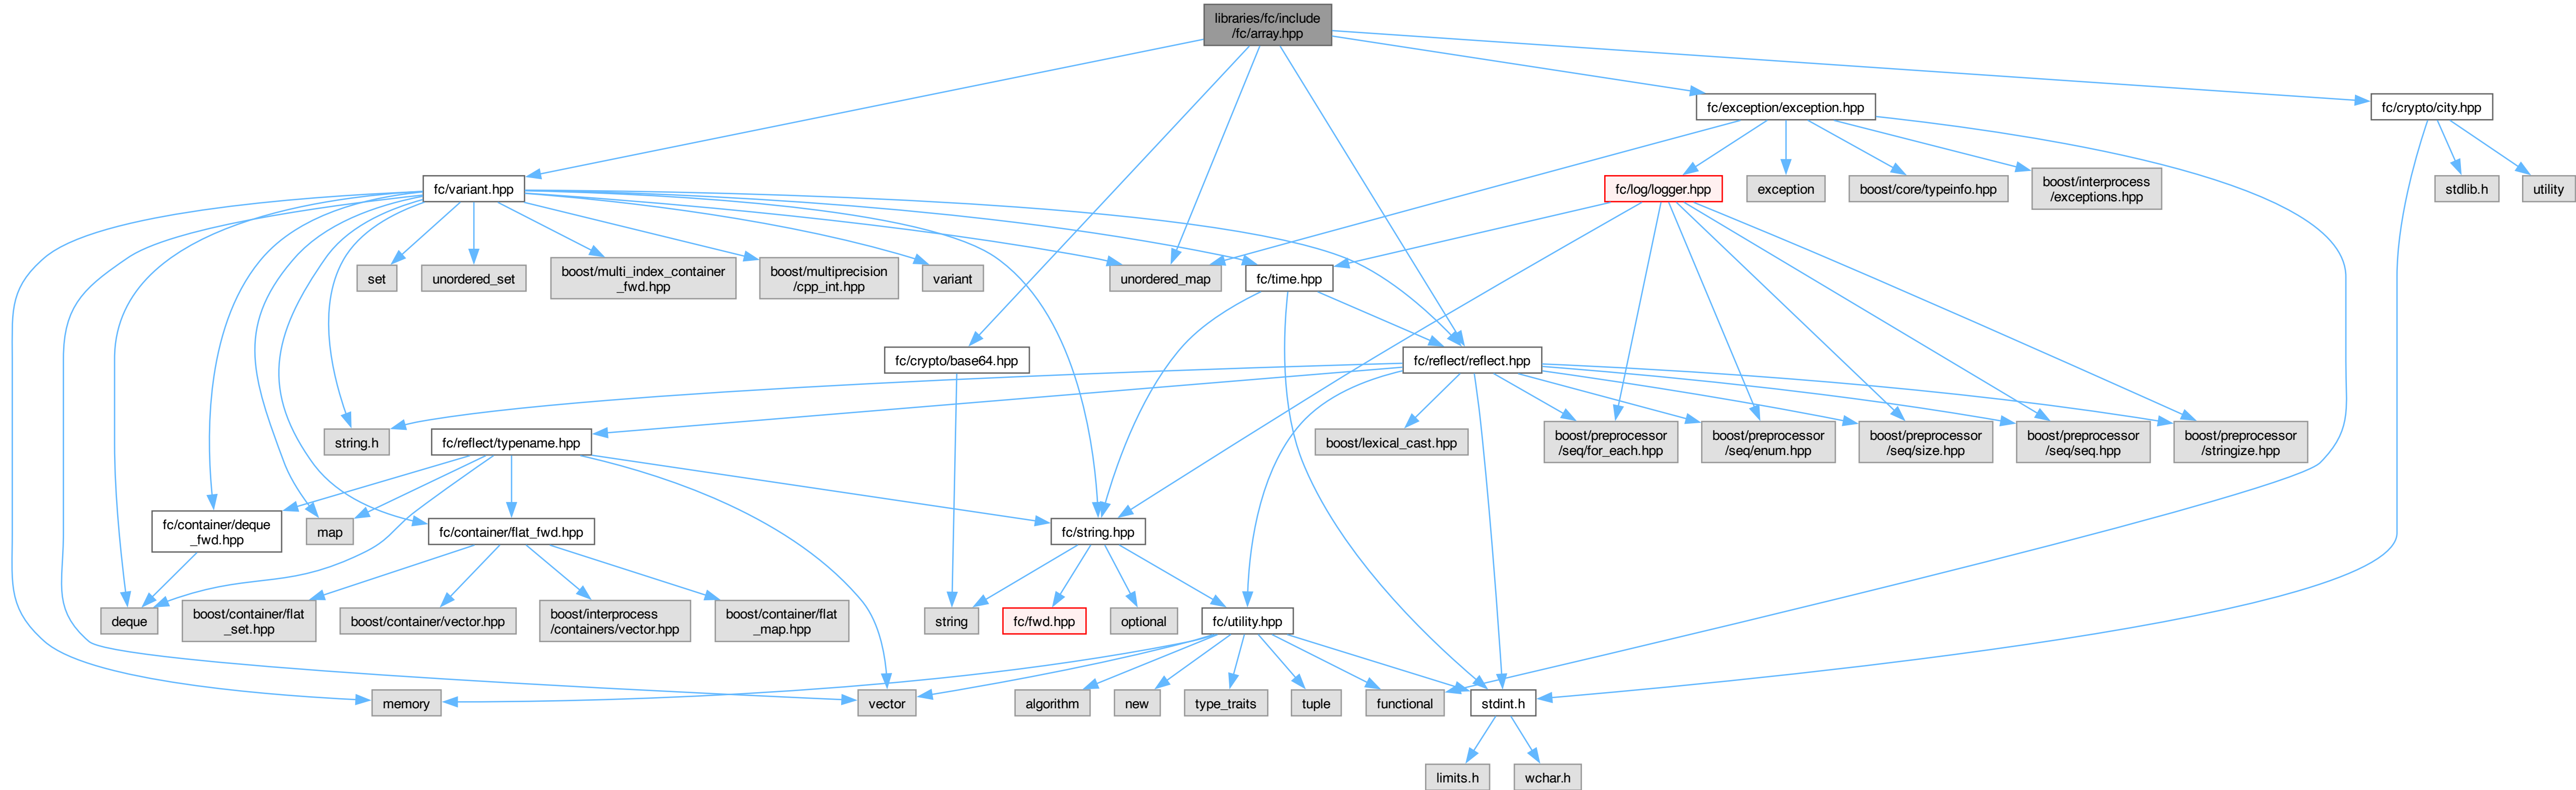 libraries/fc/include
/fc/array.hpp
fc/exception/exception.hpp
fc/crypto/city.hpp
fc/variant.hpp
fc/log/logger.hpp
exception
boost/core/typeinfo.hpp
boost/interprocess
/exceptions.hpp
stdlib.h
utility
set
unordered_set
boost/multi_index_container
_fwd.hpp
boost/multiprecision
/cpp_int.hpp
variant
unordered_map
fc/time.hpp
fc/crypto/base64.hpp
fc/reflect/reflect.hpp
string.h
fc/reflect/typename.hpp
boost/lexical_cast.hpp
boost/preprocessor
/seq/for_each.hpp
boost/preprocessor
/seq/enum.hpp
boost/preprocessor
/seq/size.hpp
boost/preprocessor
/seq/seq.hpp
boost/preprocessor
/stringize.hpp
fc/container/deque
_fwd.hpp
map
fc/container/flat_fwd.hpp
fc/string.hpp
deque
boost/container/flat
_set.hpp
boost/container/vector.hpp
boost/interprocess
/containers/vector.hpp
boost/container/flat
_map.hpp
string
fc/fwd.hpp
optional
fc/utility.hpp
memory
vector
algorithm
new
type_traits
tuple
functional
stdint.h
limits.h
wchar.h